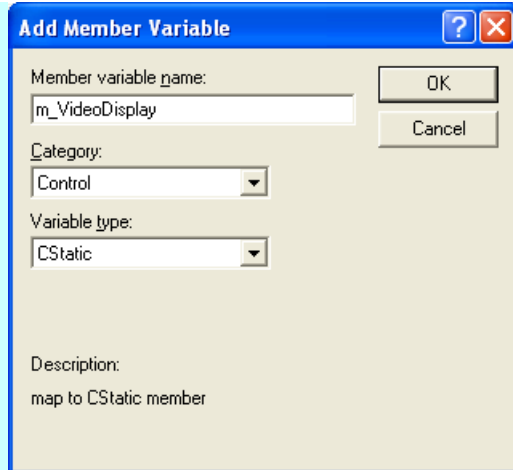 Add Member Variable
Member variable name:
m_VideoDisplay
Category:
Control
Variable type:
CStatic
OK
Cancel
Description:
map to CStatic member